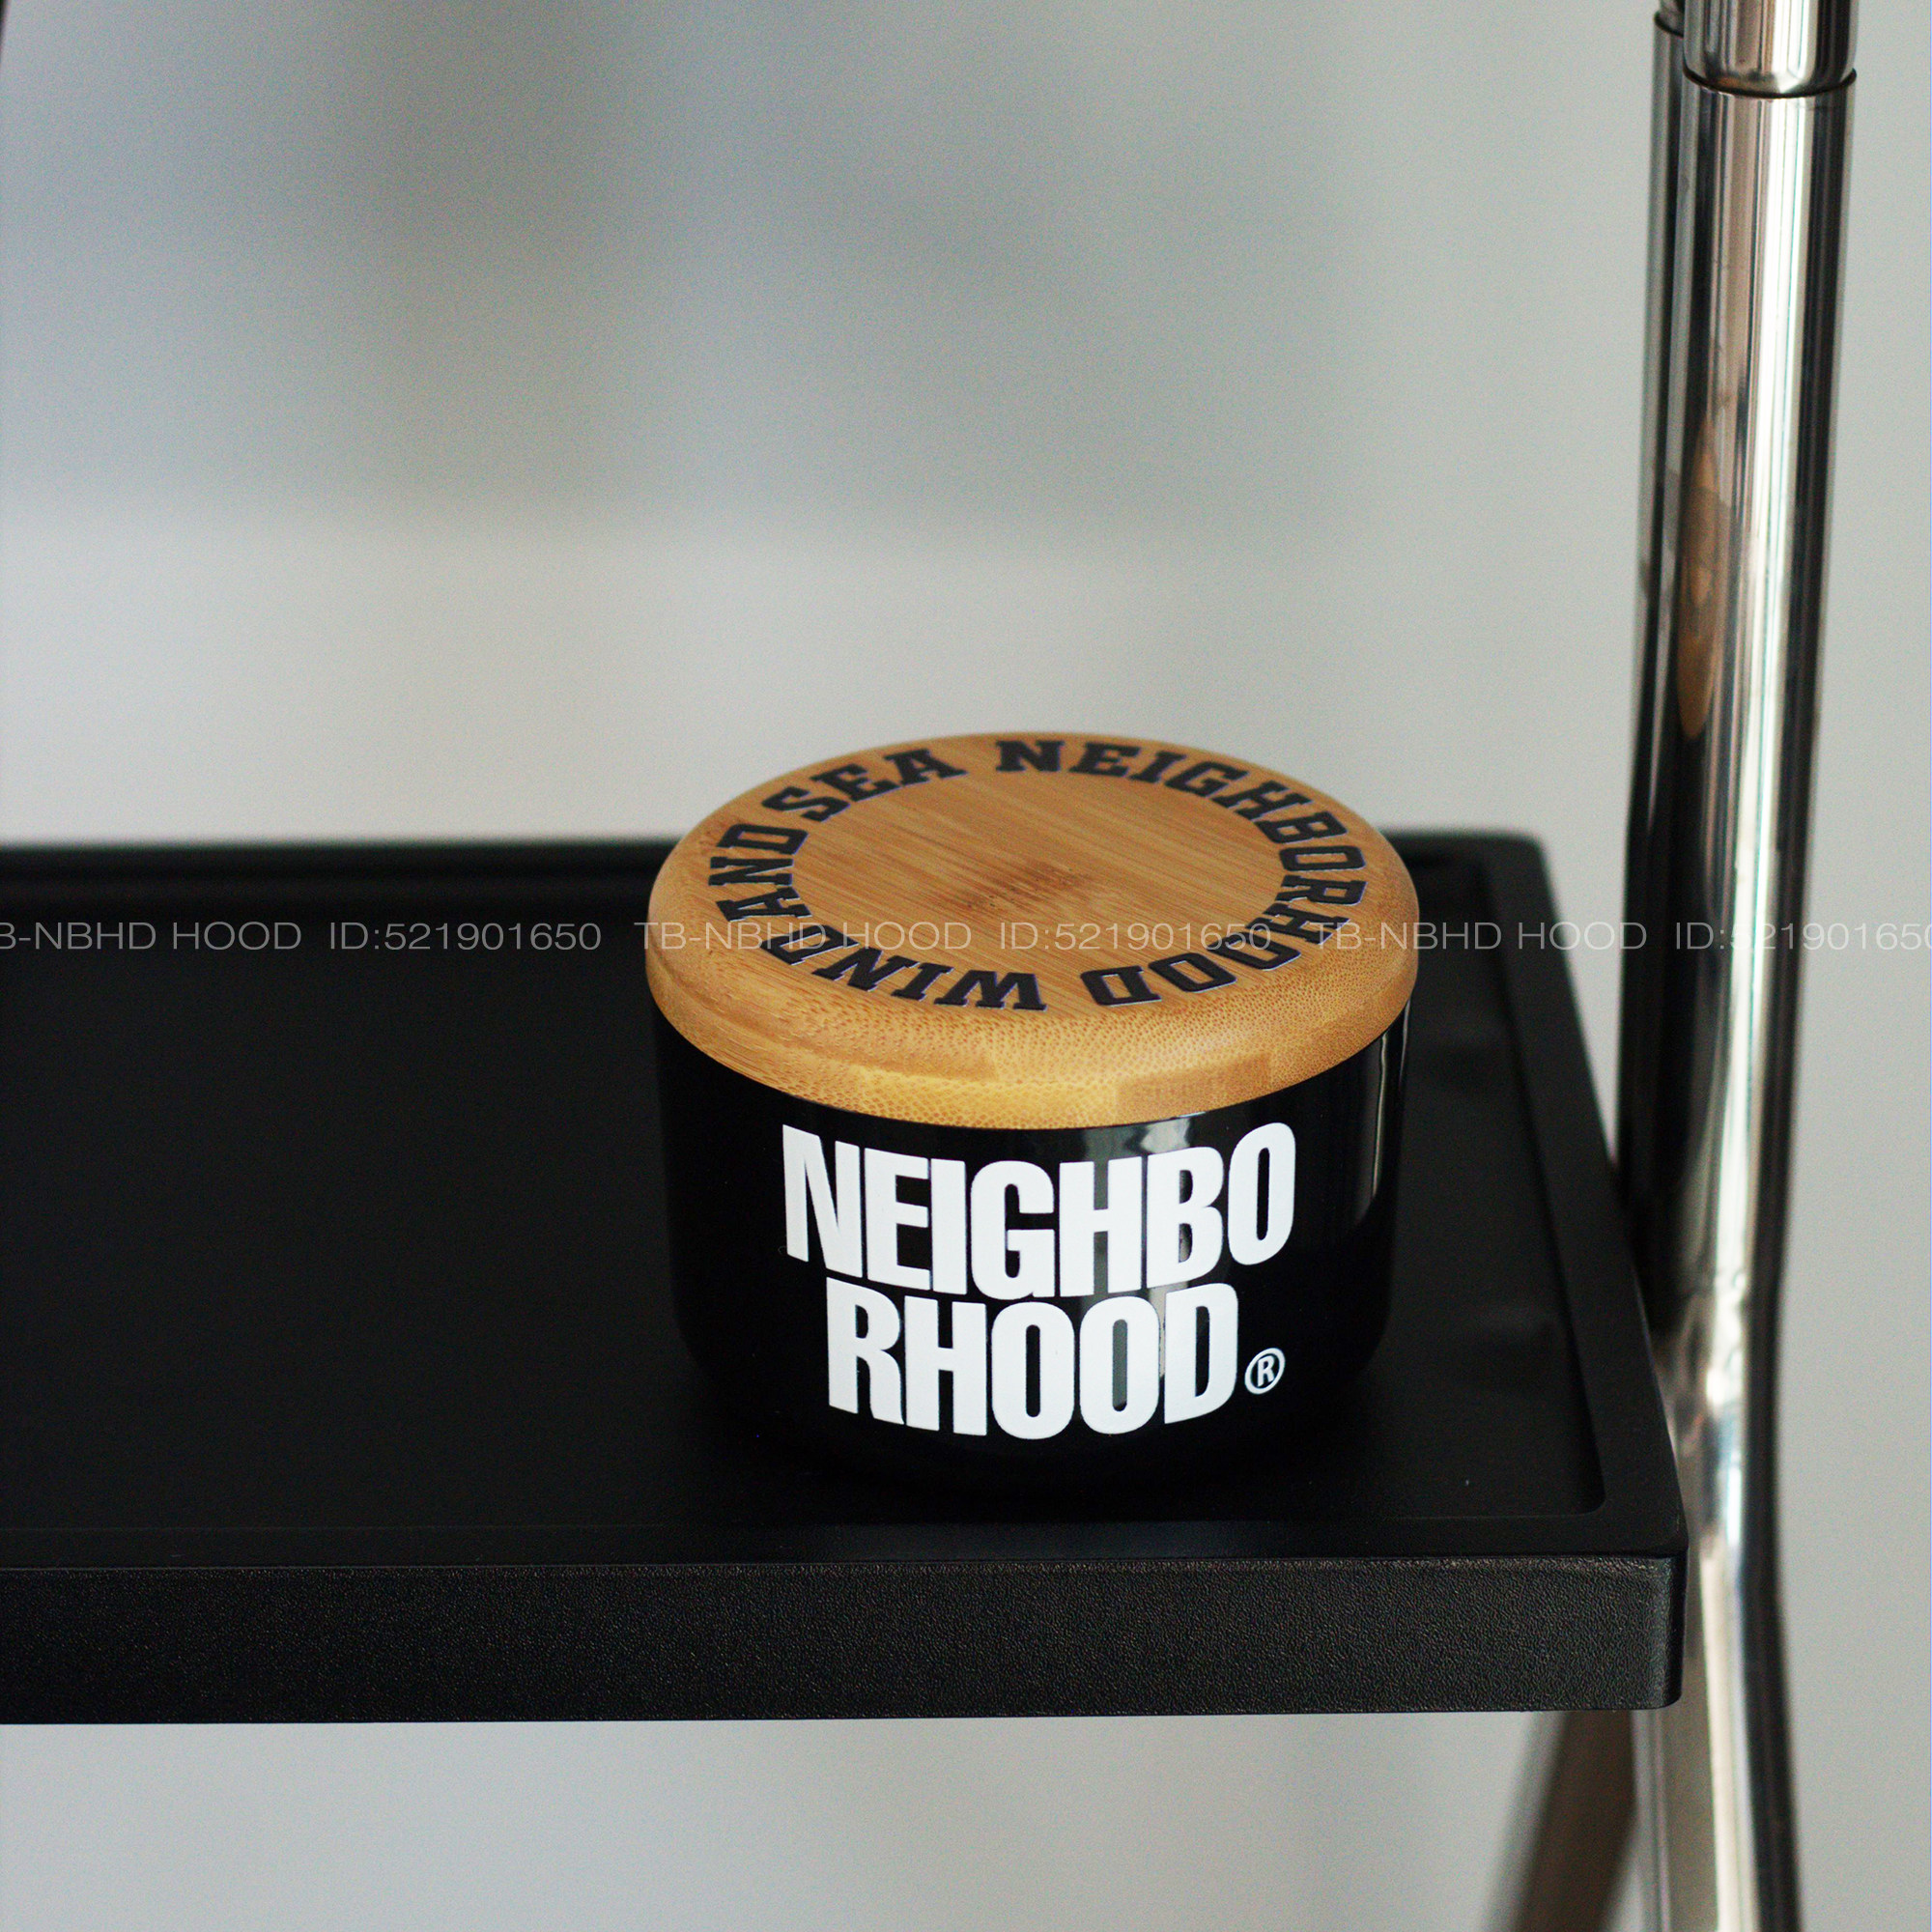 NEIGHBORHOOD WIND AND SEA
B-NBHD HOOD ID:521901650 TB-NBHD HOOD ID:521901650 TB-NBHD HOOD ID:521901650
NEIGHBO
RHOOD®